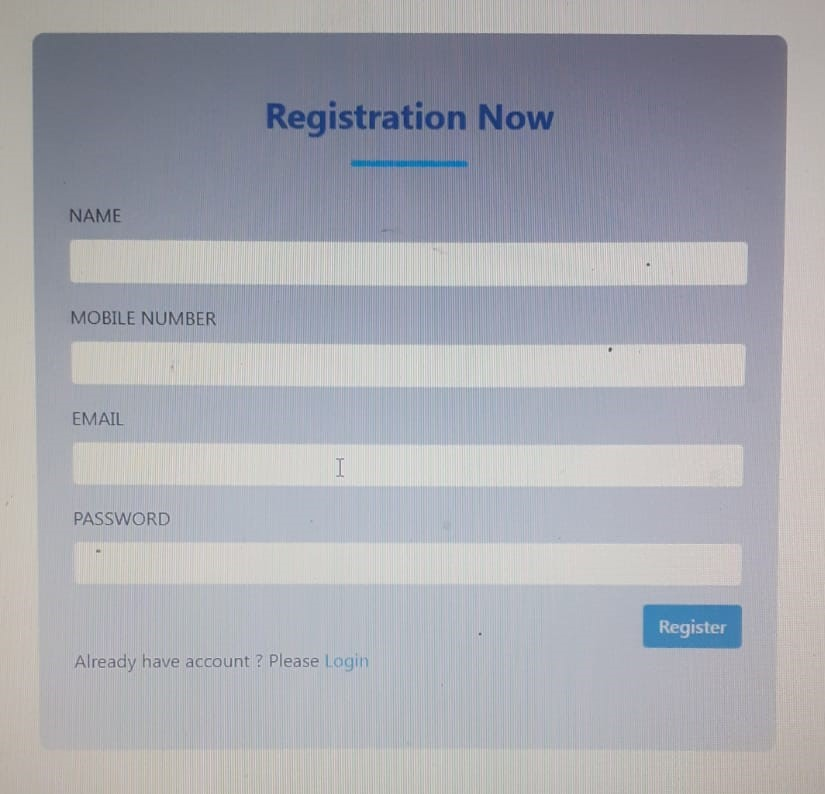 Registration Now
NAME
MOBILE NUMBER
EMAIL
PASSWORD
Register
Already have account ? Please Login